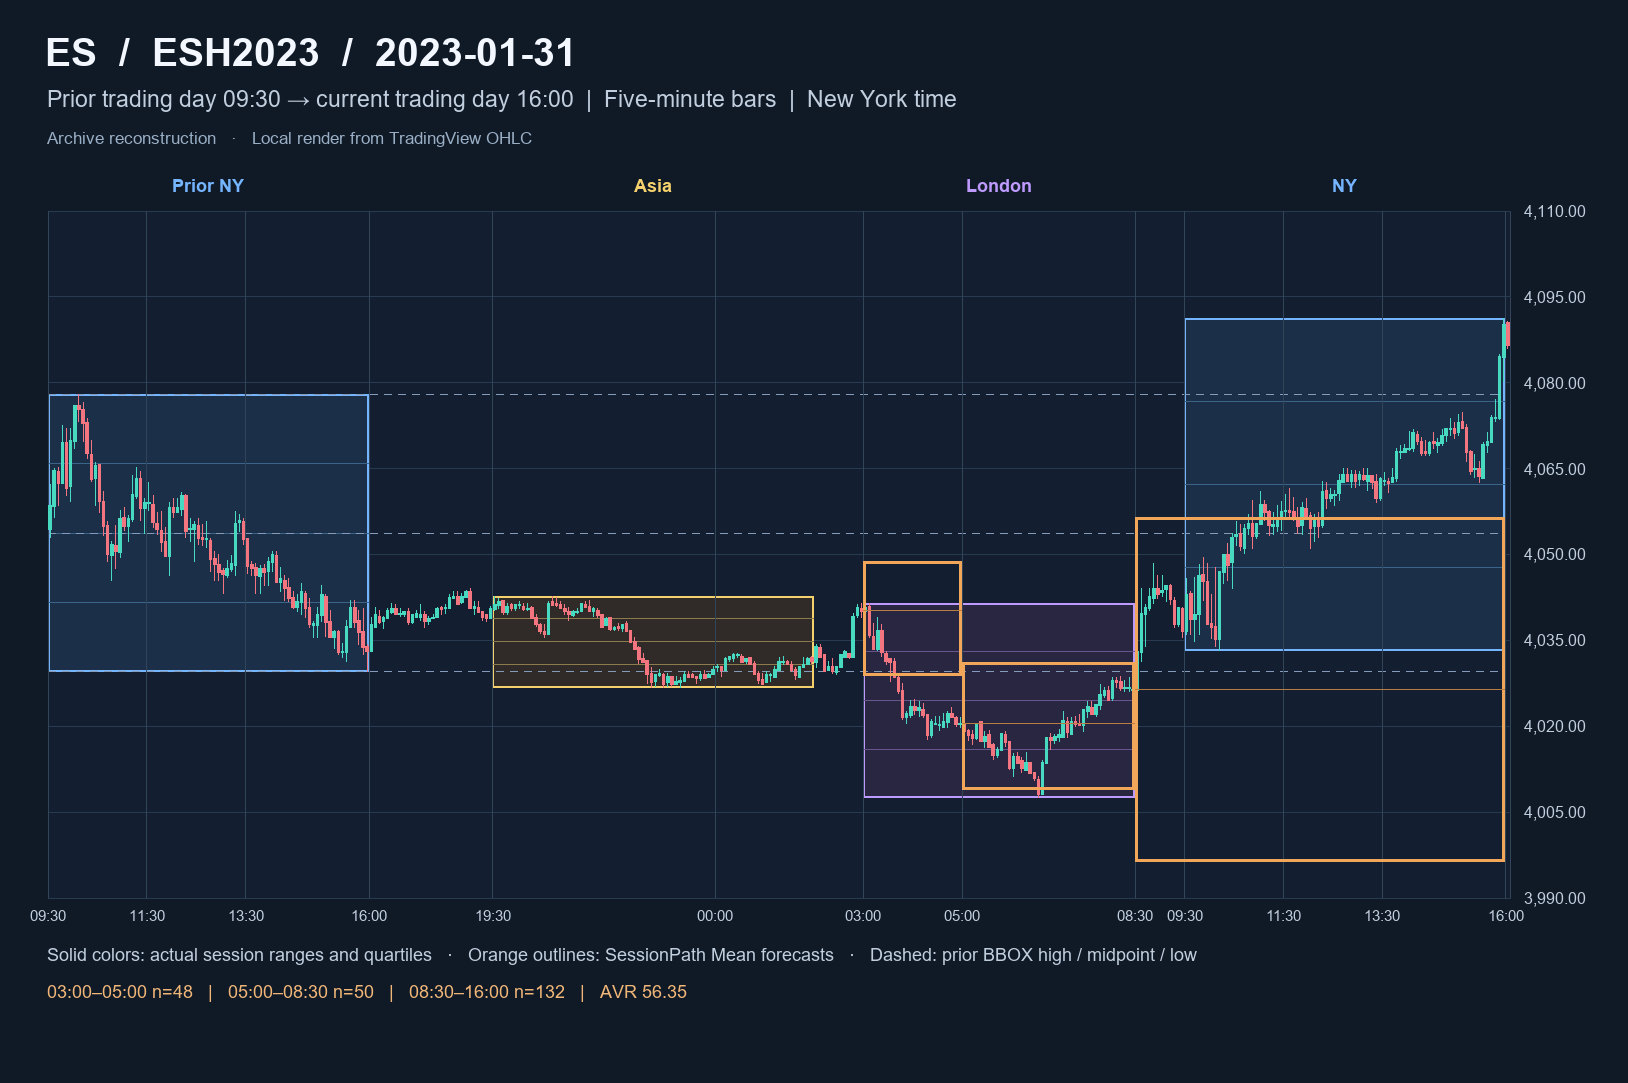 ES / ESH2023 / 2023-01-31
Prior trading day 09:30 → current trading day 16:00 | Five-minute bars | New York time
Archive reconstruction · Local render from TradingView OHLC
Prior NY Asia London NY
4,110.00
4,095.00
4,080.00
4,065.00
4,050.00
4,035.00
4,020.00
4,005.00
3,990.00
09:30 11:30 13:30 16:00 19:30 00:00 03:00 05:00 08:30 09:30 11:30 13:30 16:00
Solid colors: actual session ranges and quartiles · Orange outlines: SessionPath Mean forecasts · Dashed: prior BBOX high / midpoint / low
03:00–05:00 n=48 | 05:00–08:30 n=50 | 08:30–16:00 n=132 | AVR 56.35